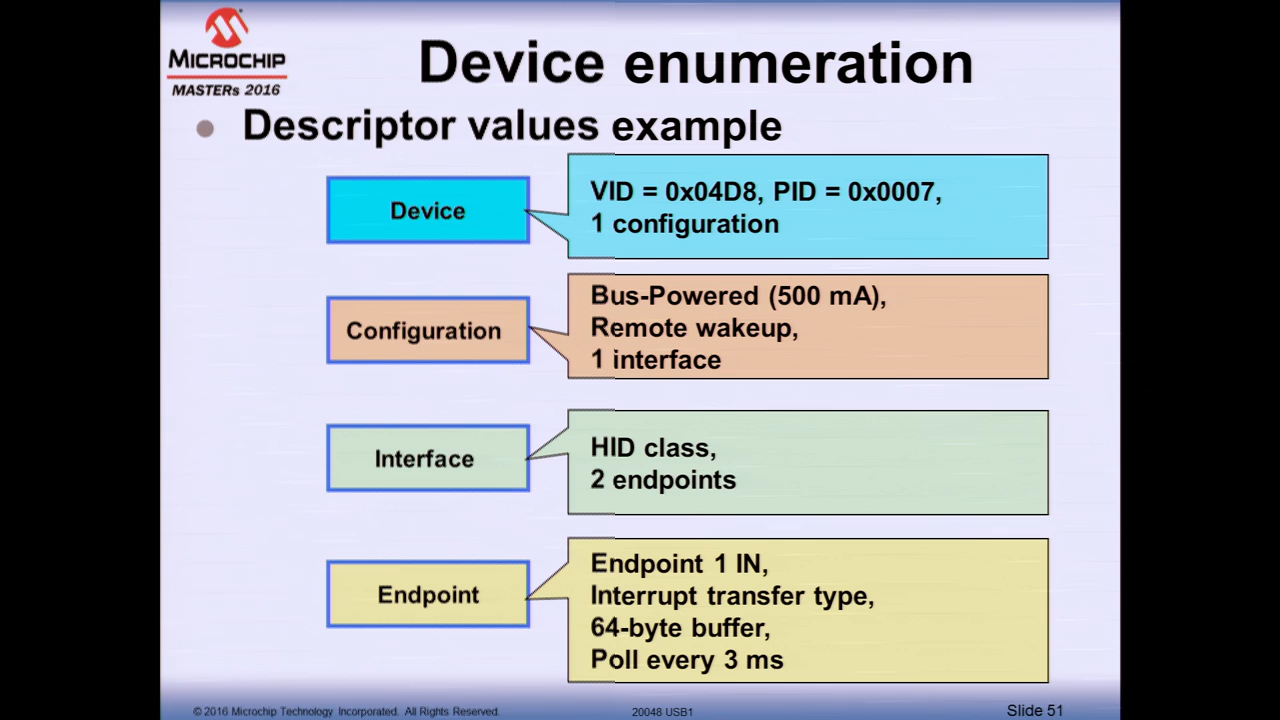 MICROCHIP
MASTERs 2016
Device enumeration
Descriptor values example
Device
VID = 0x04D8, PID = 0x0007,
1 configuration
Configuration
Bus-Powered (500 mA),
Remote wakeup,
1 interface
Interface
HID class,
2 endpoints
Endpoint
Endpoint 1 IN,
Interrupt transfer type,
64-byte buffer,
Poll every 3 ms
© 2016 Microchip Technology Incorporated. All Rights Reserved.
20048 USB1
Slide 51